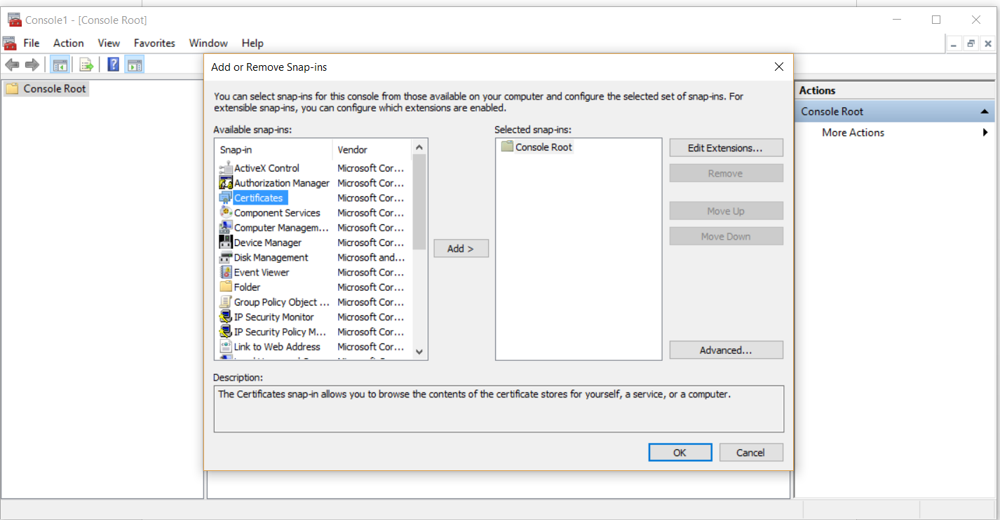 Console1 - [Console Root]
File Action View Favorites Window Help
Console Root
Add or Remove Snap-ins
You can select snap-ins for this console from those available on your computer and configure the selected set of snap-ins. For
extensible snap-ins, you can configure which extensions are enabled.
Available snap-ins:
Snap-in Vendor
ActiveX Control Microsoft Cor...
Authorization Manager Microsoft Cor...
Certificates Microsoft Cor...
Component Services Microsoft Cor...
Computer Managem... Microsoft Cor...
Device Manager Microsoft Cor...
Disk Management Microsoft and...
Event Viewer Microsoft Cor...
Folder Microsoft Cor...
Group Policy Object ... Microsoft Cor...
IP Security Monitor Microsoft Cor...
IP Security Policy M... Microsoft Cor...
Link to Web Address Microsoft Cor...
Add >
Selected snap-ins:
Console Root
Edit Extensions...
Remove
Move Up
Move Down
Advanced...
Description:
The Certificates snap-in allows you to browse the contents of the certificate stores for yourself, a service, or a computer.
OK
Cancel
Actions
Console Root
More Actions